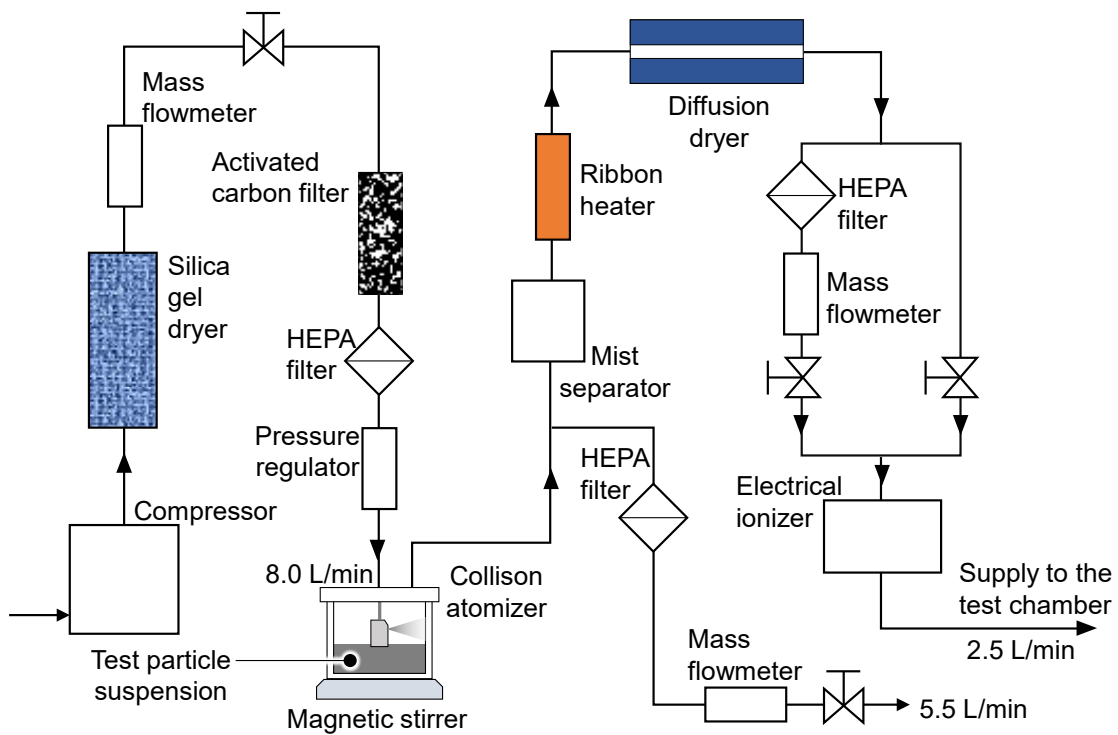 Mass
flowmeter
Activated
carbon filter
Silica
gel
dryer
HEPA
filter
Pressure
regulator
Compressor
8.0 L/min
Collison
atomizer
Test particle
suspension
Magnetic stirrer
Diffusion
dryer
Ribbon
heater
Mist
separator
HEPA
filter
HEPA
filter
Mass
flowmeter
Electrical
ionizer
Supply to the
test chamber
2.5 L/min
Mass
flowmeter
5.5 L/min